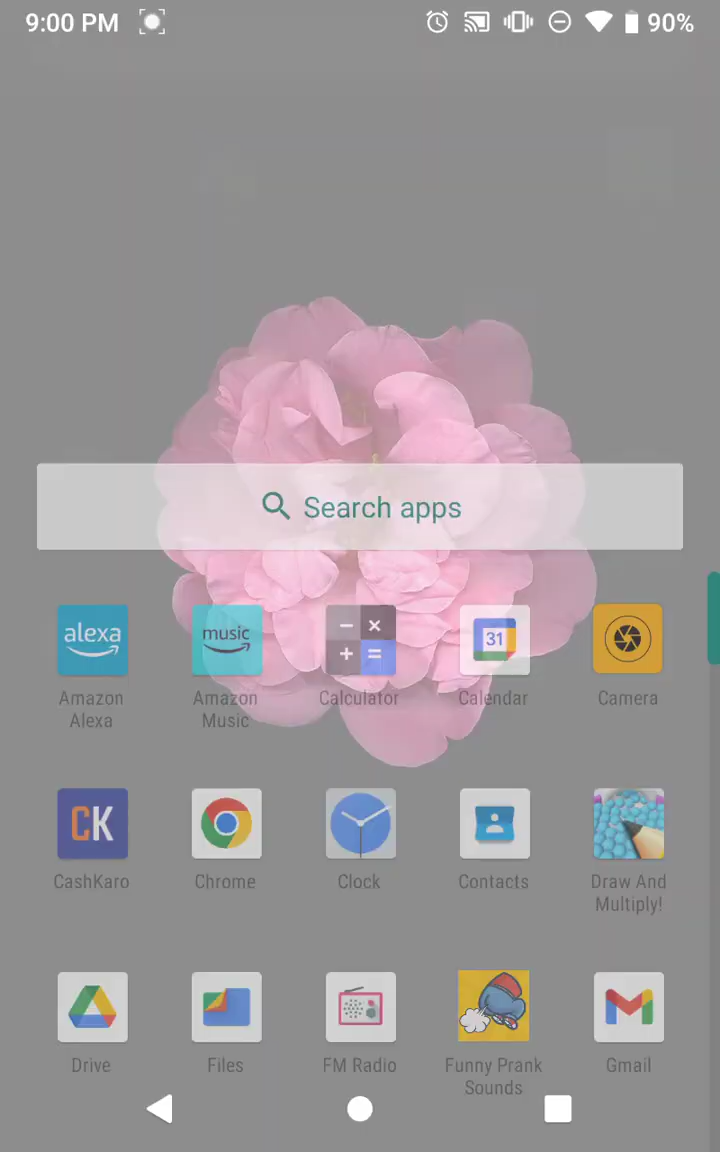 9:00 PM 90%
Search apps
alexa
music
31
Amazon Alexa
Amazon Music
Calculator
Calendar
Camera
CK
CashKaro
Chrome
Clock
Contacts
Draw And Multiply!
Drive
Files
FM Radio
Funny Prank Sounds
Gmail